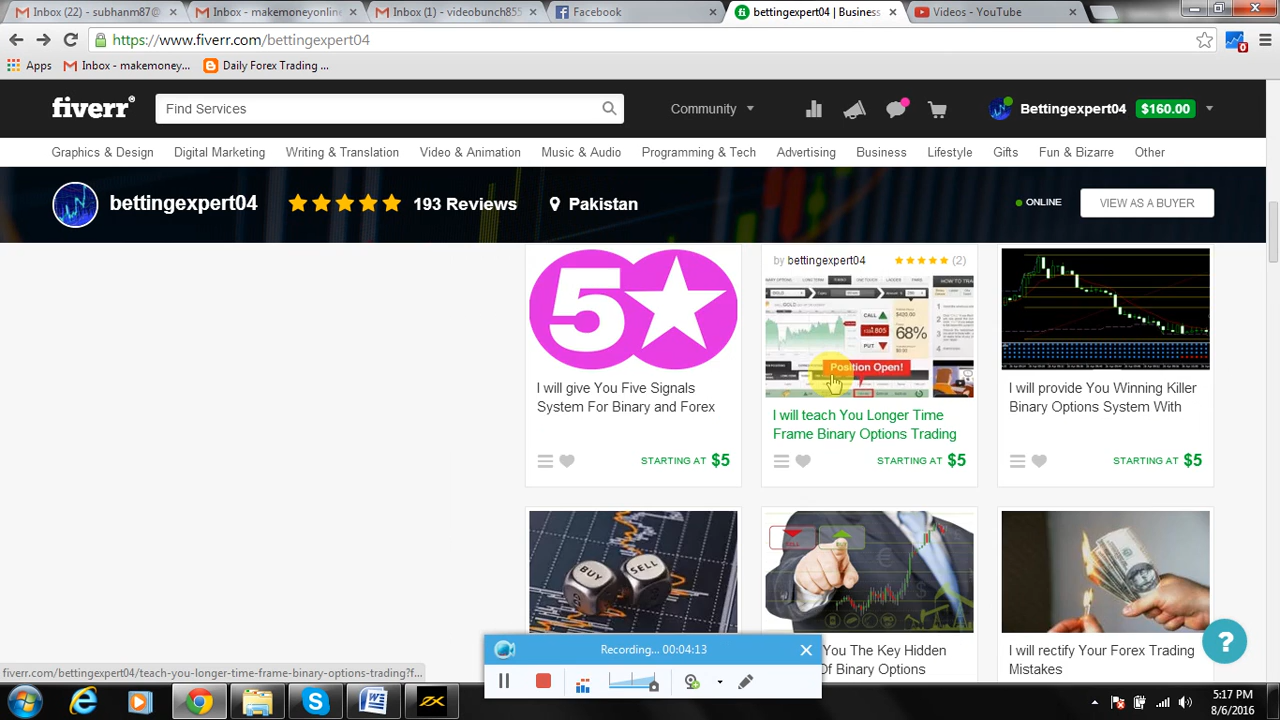 Inbox (22) - subhanm87@
Inbox - makemoneyonline
Inbox (1) - videobunch855
Facebook
bettingexpert04 | Business
Videos - YouTube
https://www.fiverr.com/bettingexpert04
0
Apps
Inbox - makemoney...
Daily Forex Trading ...
fiverr®
Find Services
Community
Bettingexpert04
$160.00
Graphics & Design
Digital Marketing
Writing & Translation
Video & Animation
Music & Audio
Programming & Tech
Advertising
Business
Lifestyle
Gifts
Fun & Bizarre
Other
bettingexpert04
193 Reviews
Pakistan
ONLINE
VIEW AS A BUYER
5
I will give You Five Signals
System For Binary and Forex
STARTING AT $5
by bettingexpert04
(2)
HOW TO
CALL
PUT
68%
Position Open!
I will teach You Longer Time
Frame Binary Options Trading
STARTING AT $5
I will provide You Winning Killer
Binary Options System With
STARTING AT $5
BUY
SELL
You The Key Hidden
Of Binary Options
I will rectify Your Forex Trading
Mistakes
?
Recording... 00:04:13
fiverr.com/bettingexpert04/teach-you-longer-time-frame-binary-options-trading?f...
5:17 PM
8/6/2016